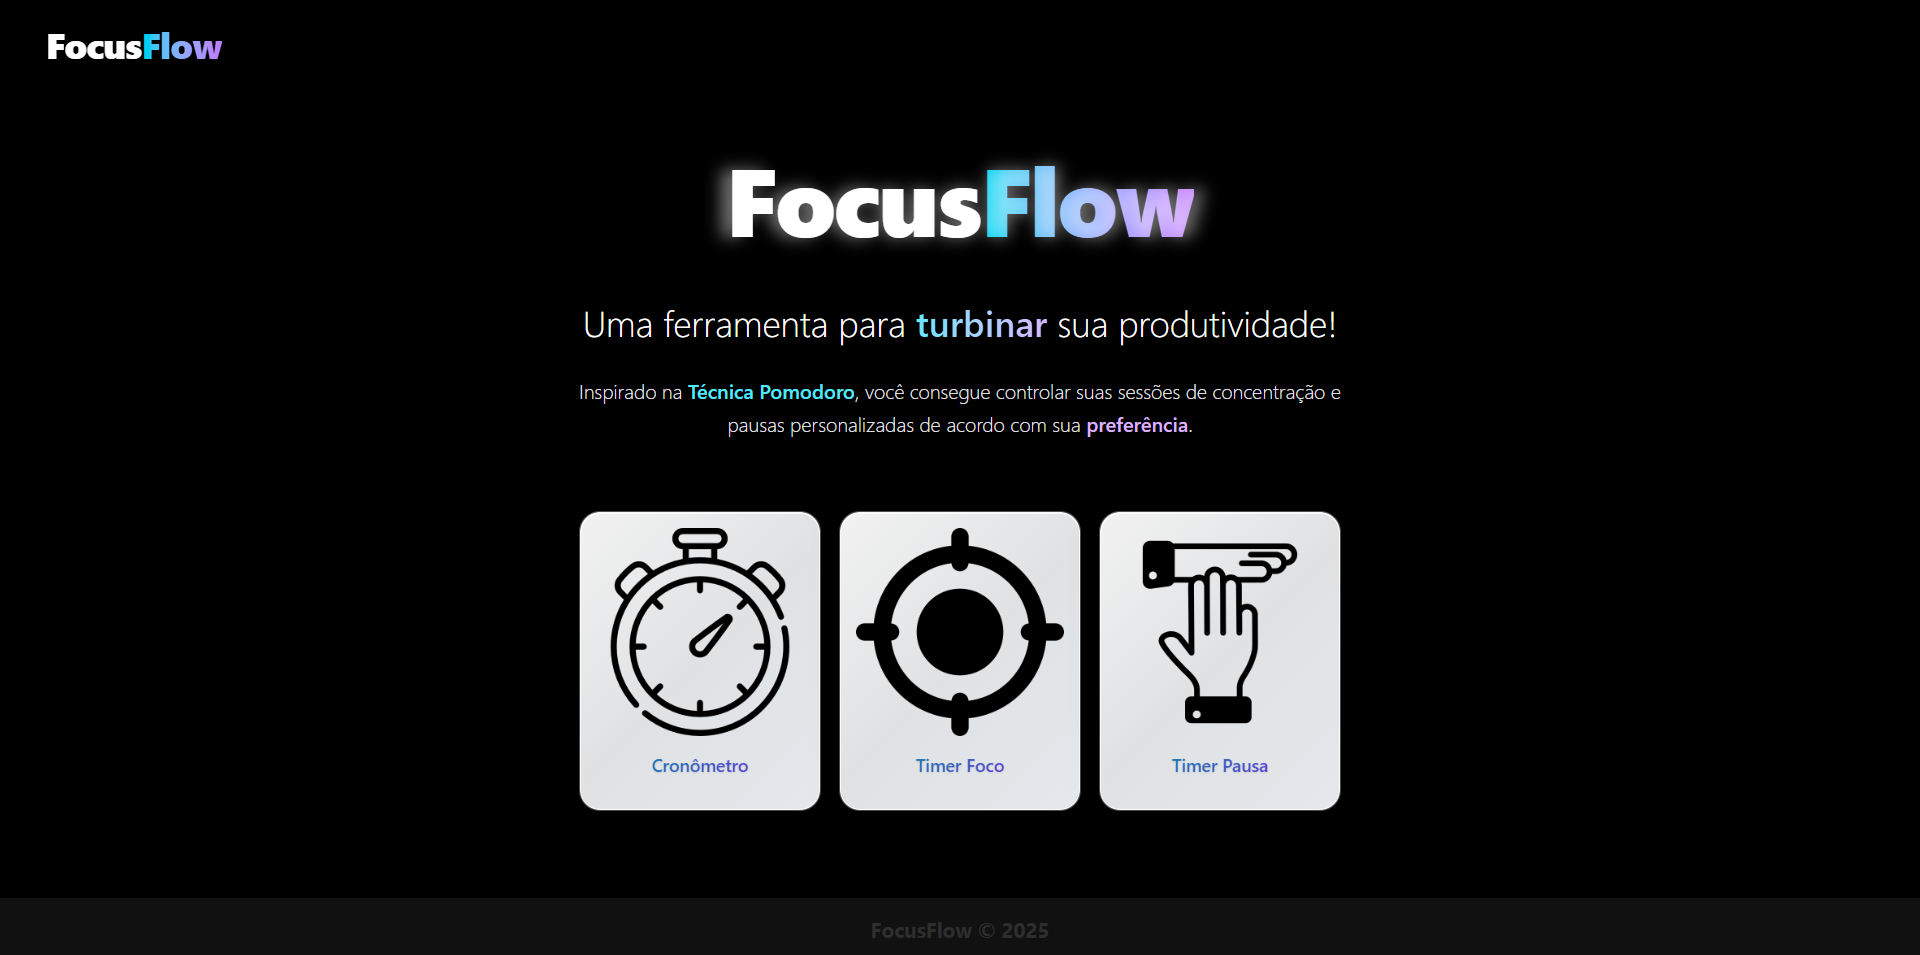 FocusFlow
FocusFlow
Uma ferramenta para turbinar sua produtividade!
Inspirado na Técnica Pomodoro, você consegue controlar suas sessões de concentração e
pausas personalizadas de acordo com sua preferência.
Cronômetro
Timer Foco
Timer Pausa
FocusFlow © 2025